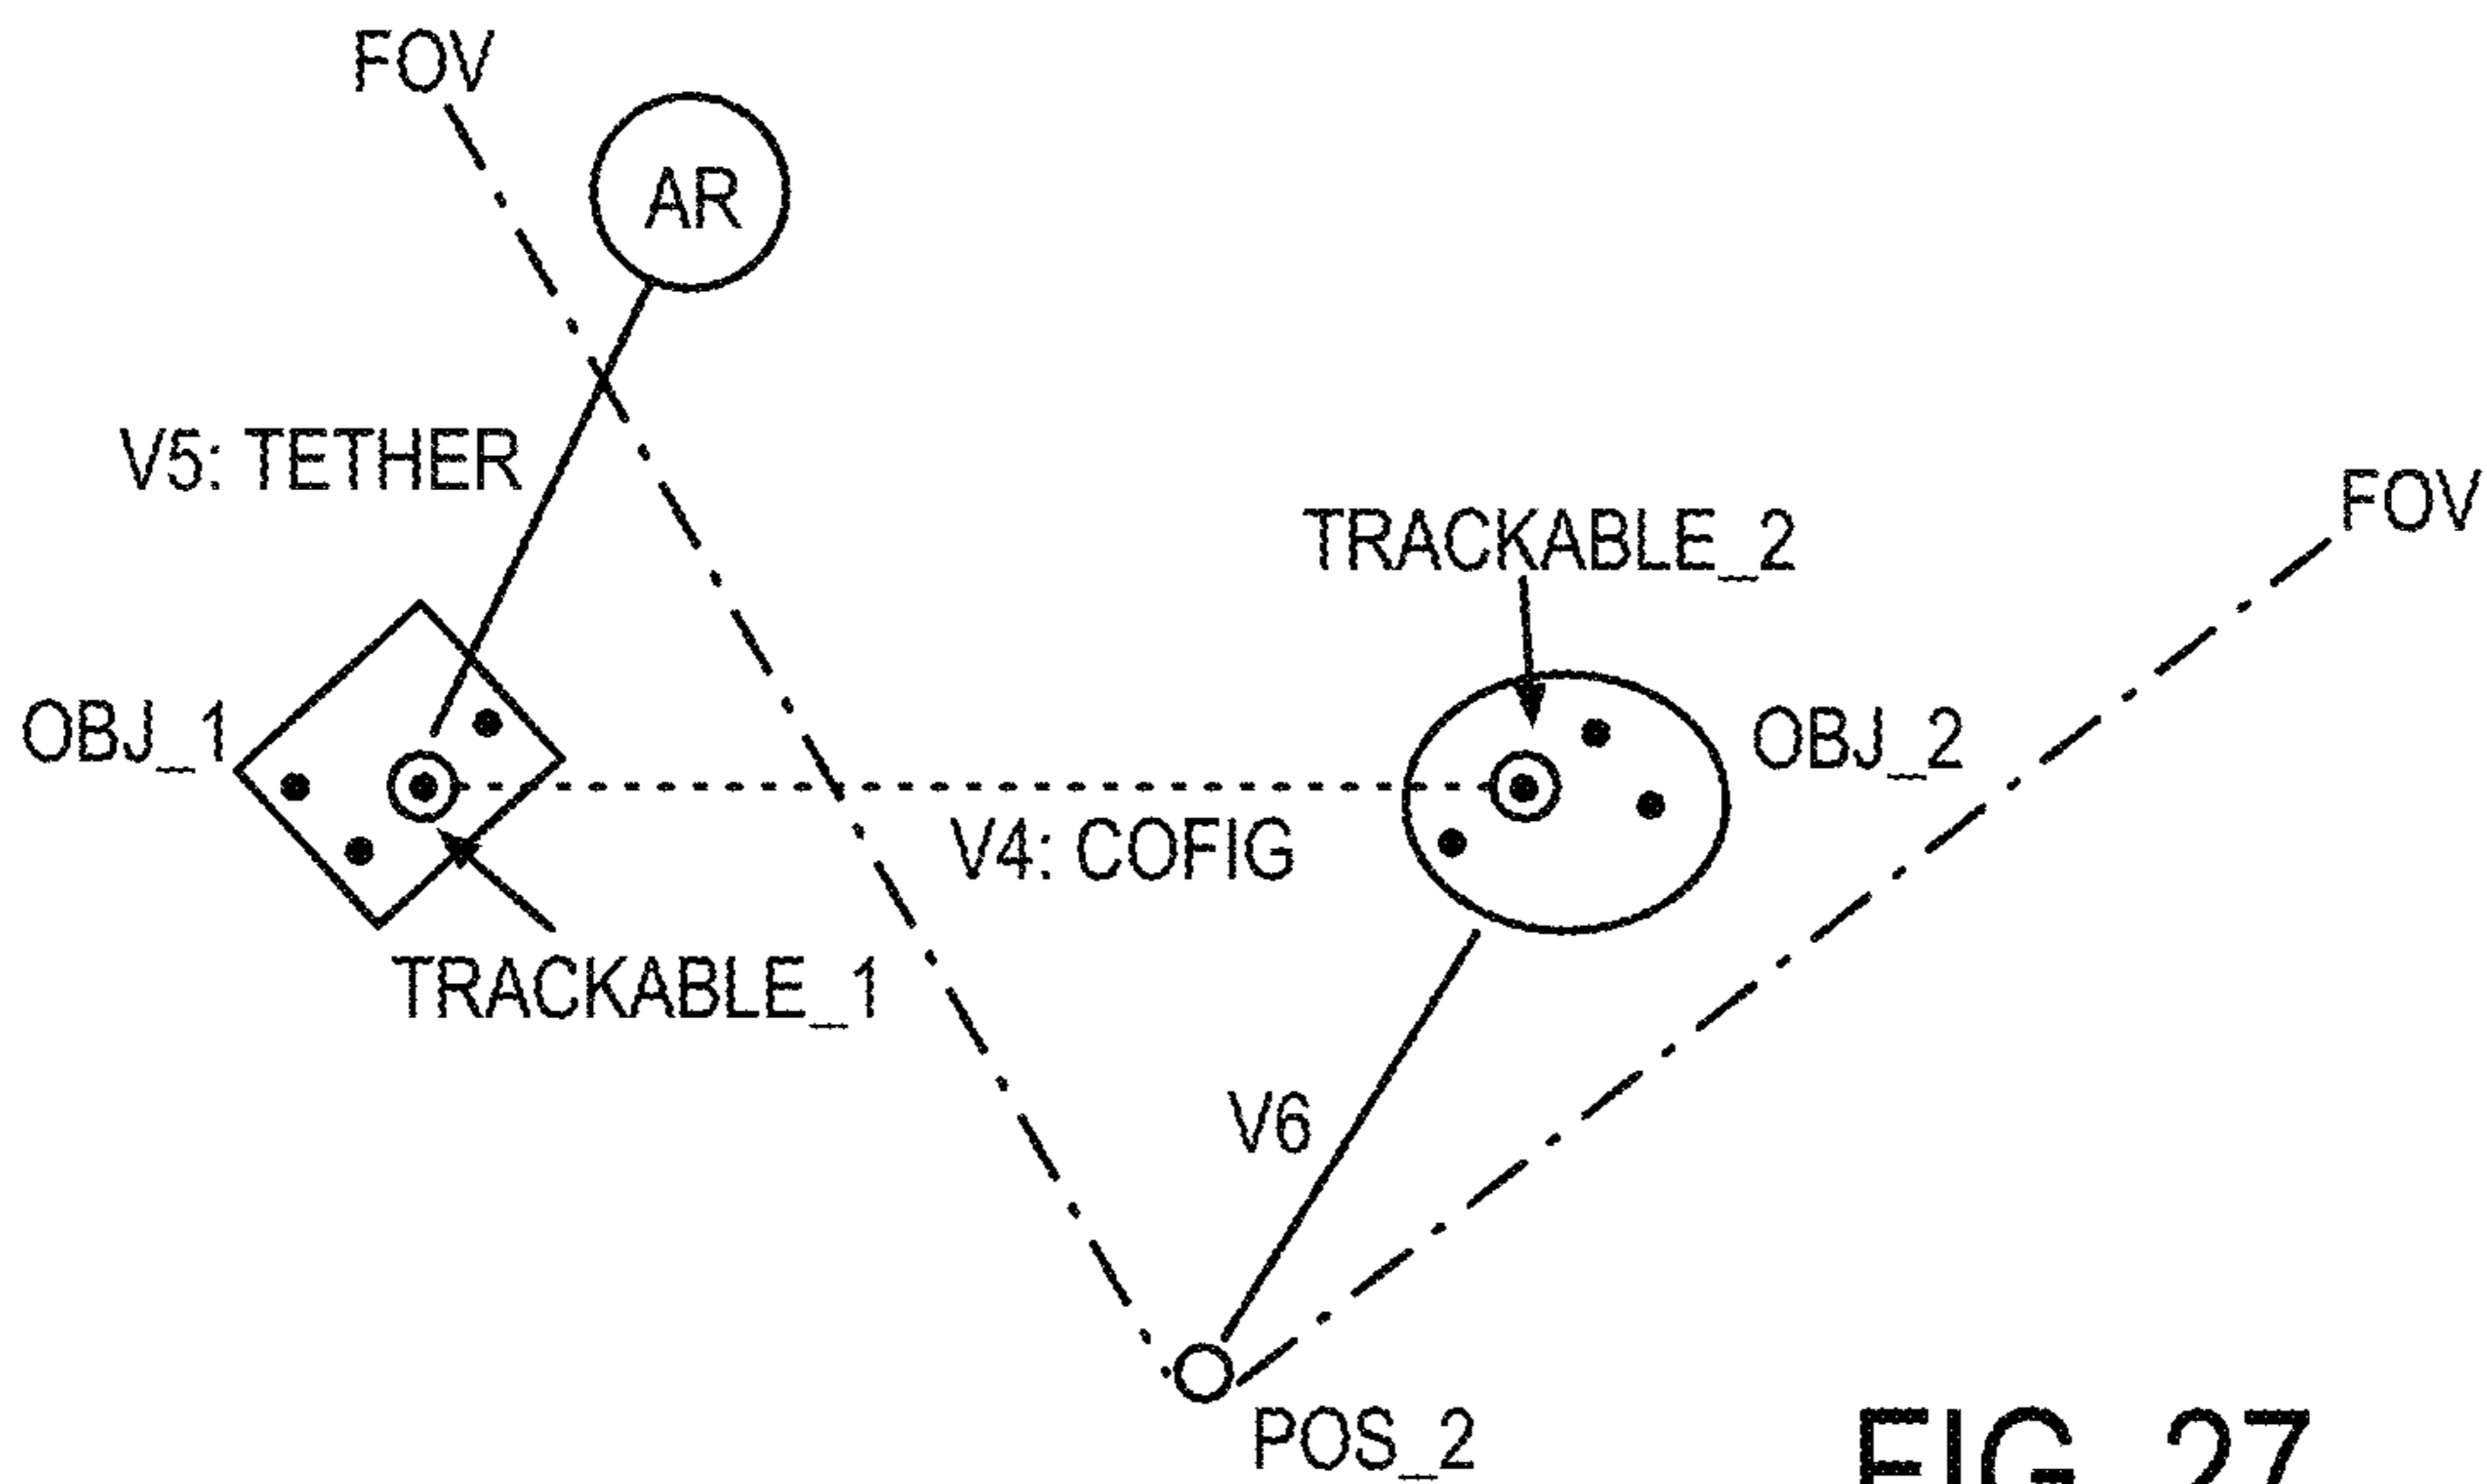 FOV
AR
V5: TETHER
FOV
TRACKABLE_2
OBJ_1
OBJ_2
V4: COFIG
TRACKABLE_1
V6
POS_2
FIG. 27